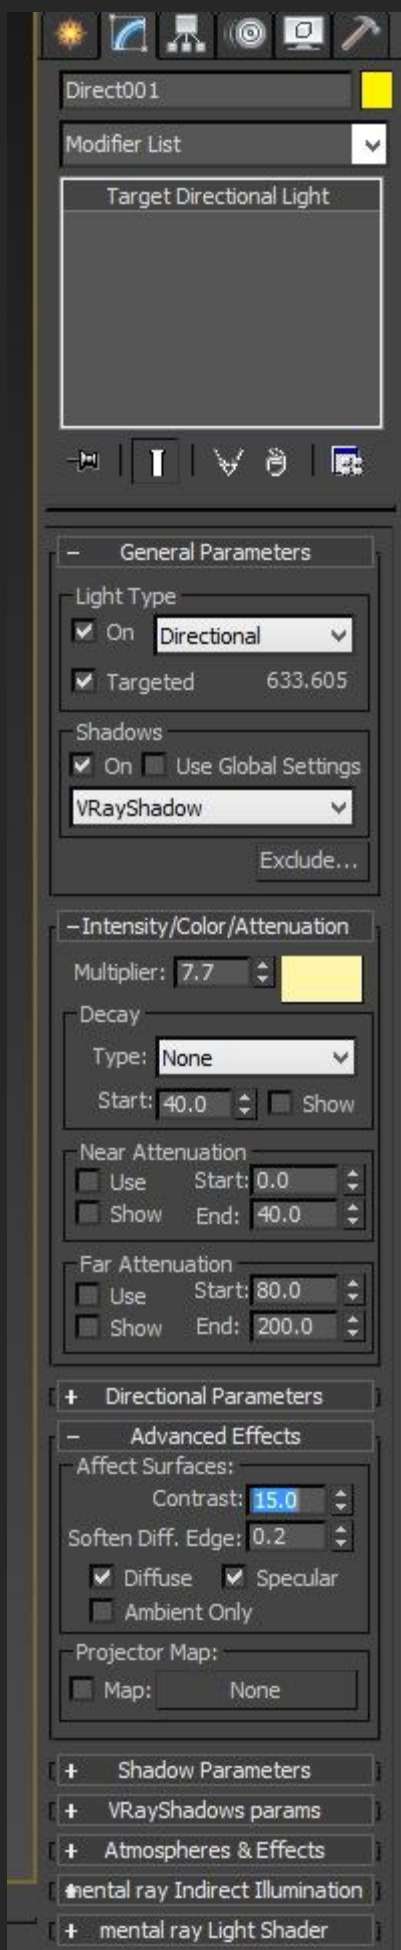 Direct001
Modifier List
Target Directional Light
− General Parameters
Light Type
On Directional
Targeted 633.605
Shadows
On Use Global Settings
VRayShadow
Exclude...
−Intensity/Color/Attenuation
Multiplier: 7.7
Decay
Type: None
Start: 40.0 Show
Near Attenuation
Use Start: 0.0
Show End: 40.0
Far Attenuation
Use Start: 80.0
Show End: 200.0
+ Directional Parameters
− Advanced Effects
Affect Surfaces:
Contrast: 15.0
Soften Diff. Edge: 0.2
Diffuse Specular
Ambient Only
Projector Map:
Map: None
+ Shadow Parameters
+ VRayShadows params
+ Atmospheres & Effects
+ mental ray Indirect Illumination
+ mental ray Light Shader